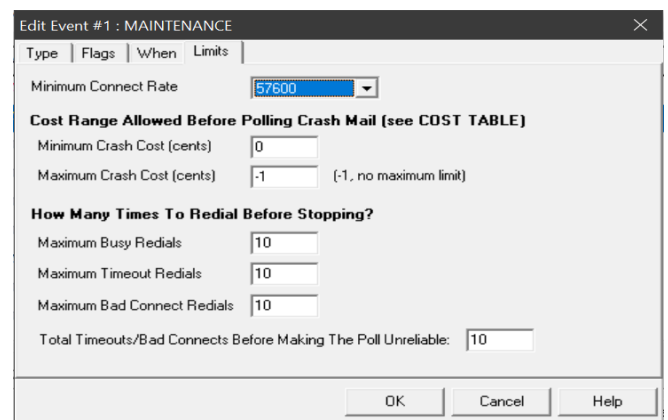 Edit Event #1 : MAINTENANCE
Type Flags When Limits
Minimum Connect Rate 57600
Cost Range Allowed Before Polling Crash Mail (see COST TABLE)
Minimum Crash Cost (cents) 0
Maximum Crash Cost (cents) -1 (-1, no maximum limit)
How Many Times To Redial Before Stopping?
Maximum Busy Redials 10
Maximum Timeout Redials 10
Maximum Bad Connect Redials 10
Total Timeouts/Bad Connects Before Making The Poll Unreliable: 10
OK Cancel Help